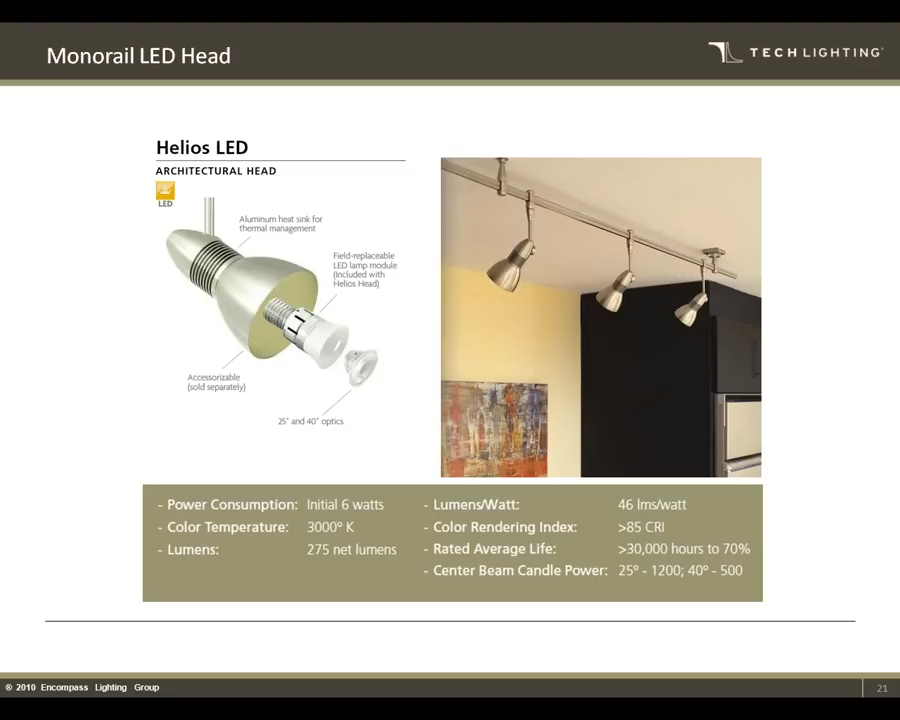 Monorail LED Head
TECH LIGHTING
Helios LED
ARCHITECTURAL HEAD
LED
Aluminum heat sink for
thermal management
Field-replaceable
LED lamp module
(Included with
Helios Head)
Accessorizable
(sold separately)
25˚ and 40˚ optics
- Power Consumption: Initial 6 watts
- Color Temperature: 3000º K
- Lumens: 275 net lumens
- Lumens/Watt: 46 lms/watt
- Color Rendering Index: >85 CRI
- Rated Average Life: >30,000 hours to 70%
- Center Beam Candle Power: 25º - 1200; 40º - 500
® 2010 Encompass Lighting Group
21